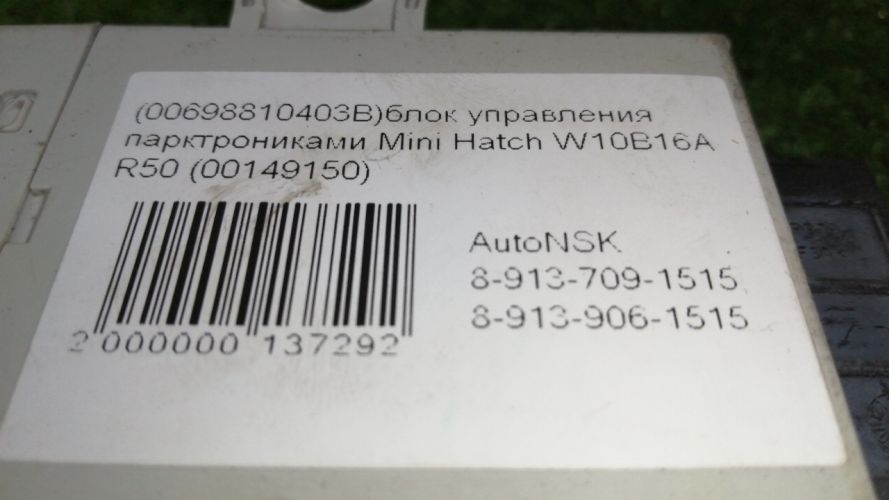 (00698810403B)блок управления
парктрониками Mini Hatch W10B16A
R50 (00149150)
AutoNSK
8-913-709-1515,
8-913-906-1515
2 000000 137292